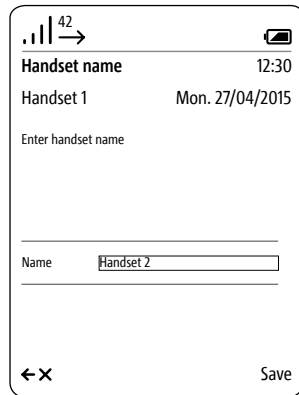 42
Handset name 12:30
Handset 1 Mon. 27/04/2015
Enter handset name
Name Handset 2
Save